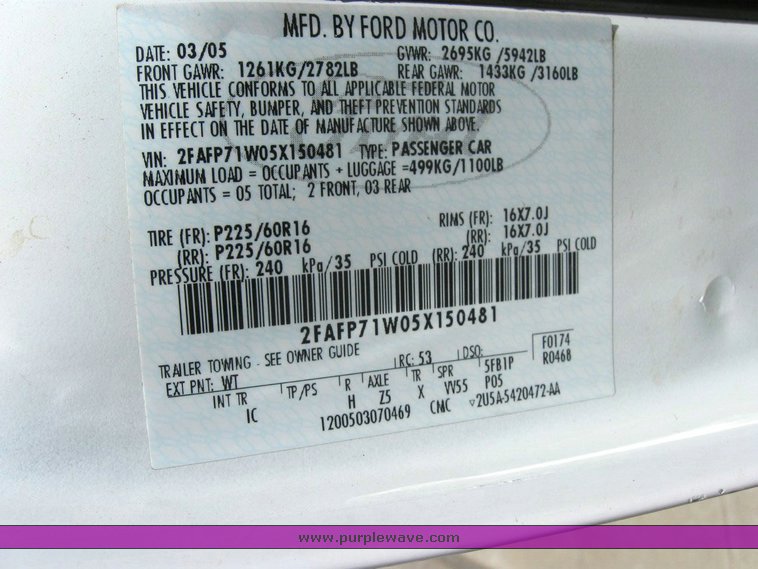 MFD. BY FORD MOTOR CO.
DATE: 03/05 GVWR: 2695KG /5942LB
FRONT GAWR: 1261KG/2782LB REAR GAWR: 1433KG /3160LB
THIS VEHICLE CONFORMS TO ALL APPLICABLE FEDERAL MOTOR
VEHICLE SAFETY, BUMPER, AND THEFT PREVENTION STANDARDS
IN EFFECT ON THE DATE OF MANUFACTURE SHOWN ABOVE.
VIN: 2FAFP71W05X150481 TYPE: PASSENGER CAR
MAXIMUM LOAD = OCCUPANTS + LUGGAGE =499KG/1100LB
OCCUPANTS = 05 TOTAL; 2 FRONT, 03 REAR
TIRE (FR): P225/60R16 RIMS (FR): 16X7.0J
(RR): P225/60R16 (RR): 16X7.0J
PRESSURE (FR): 240 kPa/35 PSI COLD (RR): 240 kPa/35 PSI COLD
2FAFP71W05X150481
TRAILER TOWING - SEE OWNER GUIDE
EXT PNT: WT RC: 53 DSO: F0174
INT TR TP/PS R AXLE TR SPR 5FB1P R0468
IC H Z5 X VV55 P05
1200503070469 CMC ▽2U5A-5420472-AA
www.purplewave.com